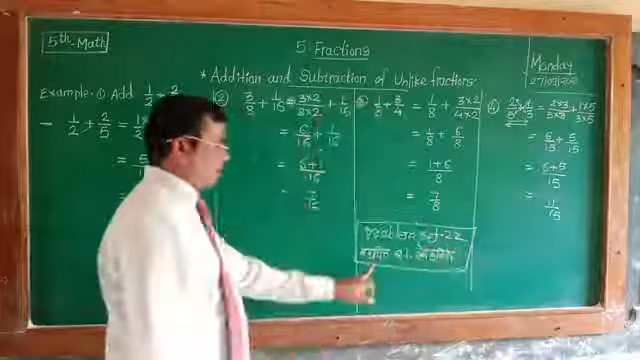 5th-Math
5. Fractions
Monday
* Addition and Subtraction of Unlike fractions:
Example:- ① Add 1/2 + 2/5
- 1/2 + 2/5 = 1×
= 5
② 3/8 + 1/16 = 3×2/8×2 + 1/16
= 6/16 + 1/16
= 6+1/16
= 7/16
1/8 + 3/4 = 1/8 + 3×2/4×2
= 1/8 + 6/8
= 1+6/8
= 7/8
Problem Set-22
④ 2/5 + 1/3 = 2×3/5×3 + 1×5/3×5
= 6/15 + 5/15
= 6+5/15
= 11/15